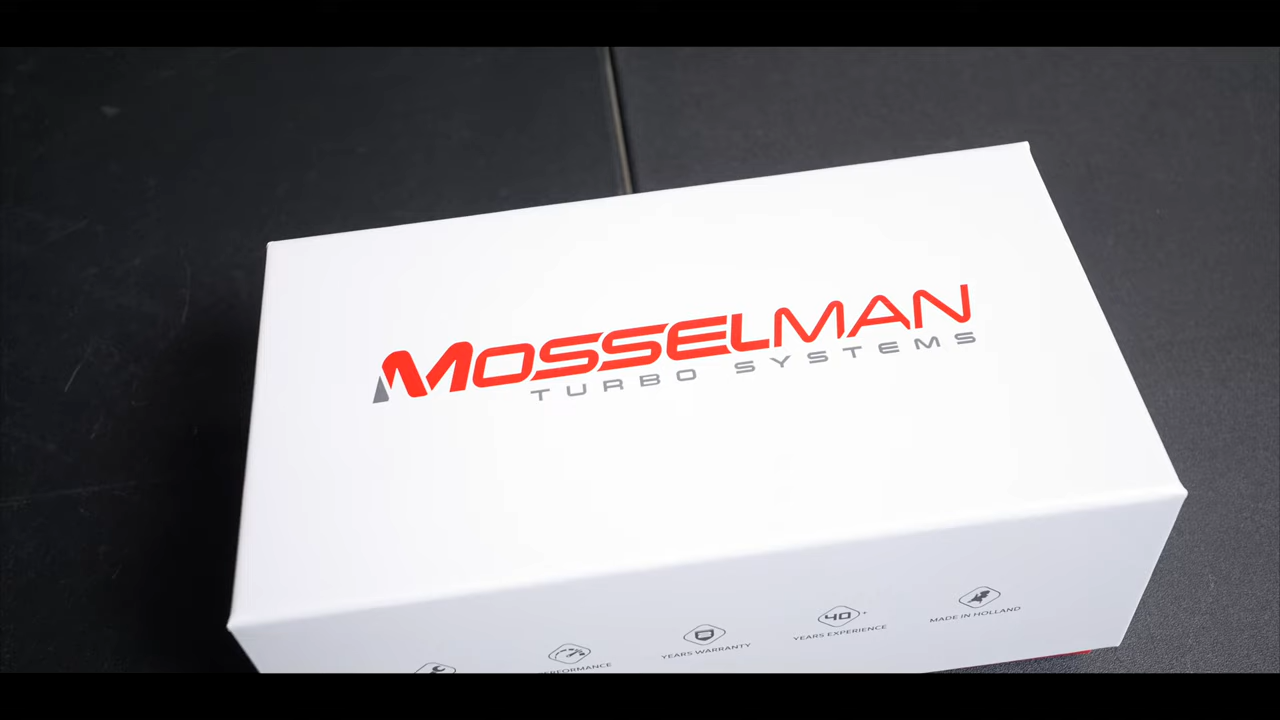 MOSSELMAN
TURBO SYSTEMS
YEARS WARRANTY
40+
YEARS EXPERIENCE
MADE IN HOLLAND